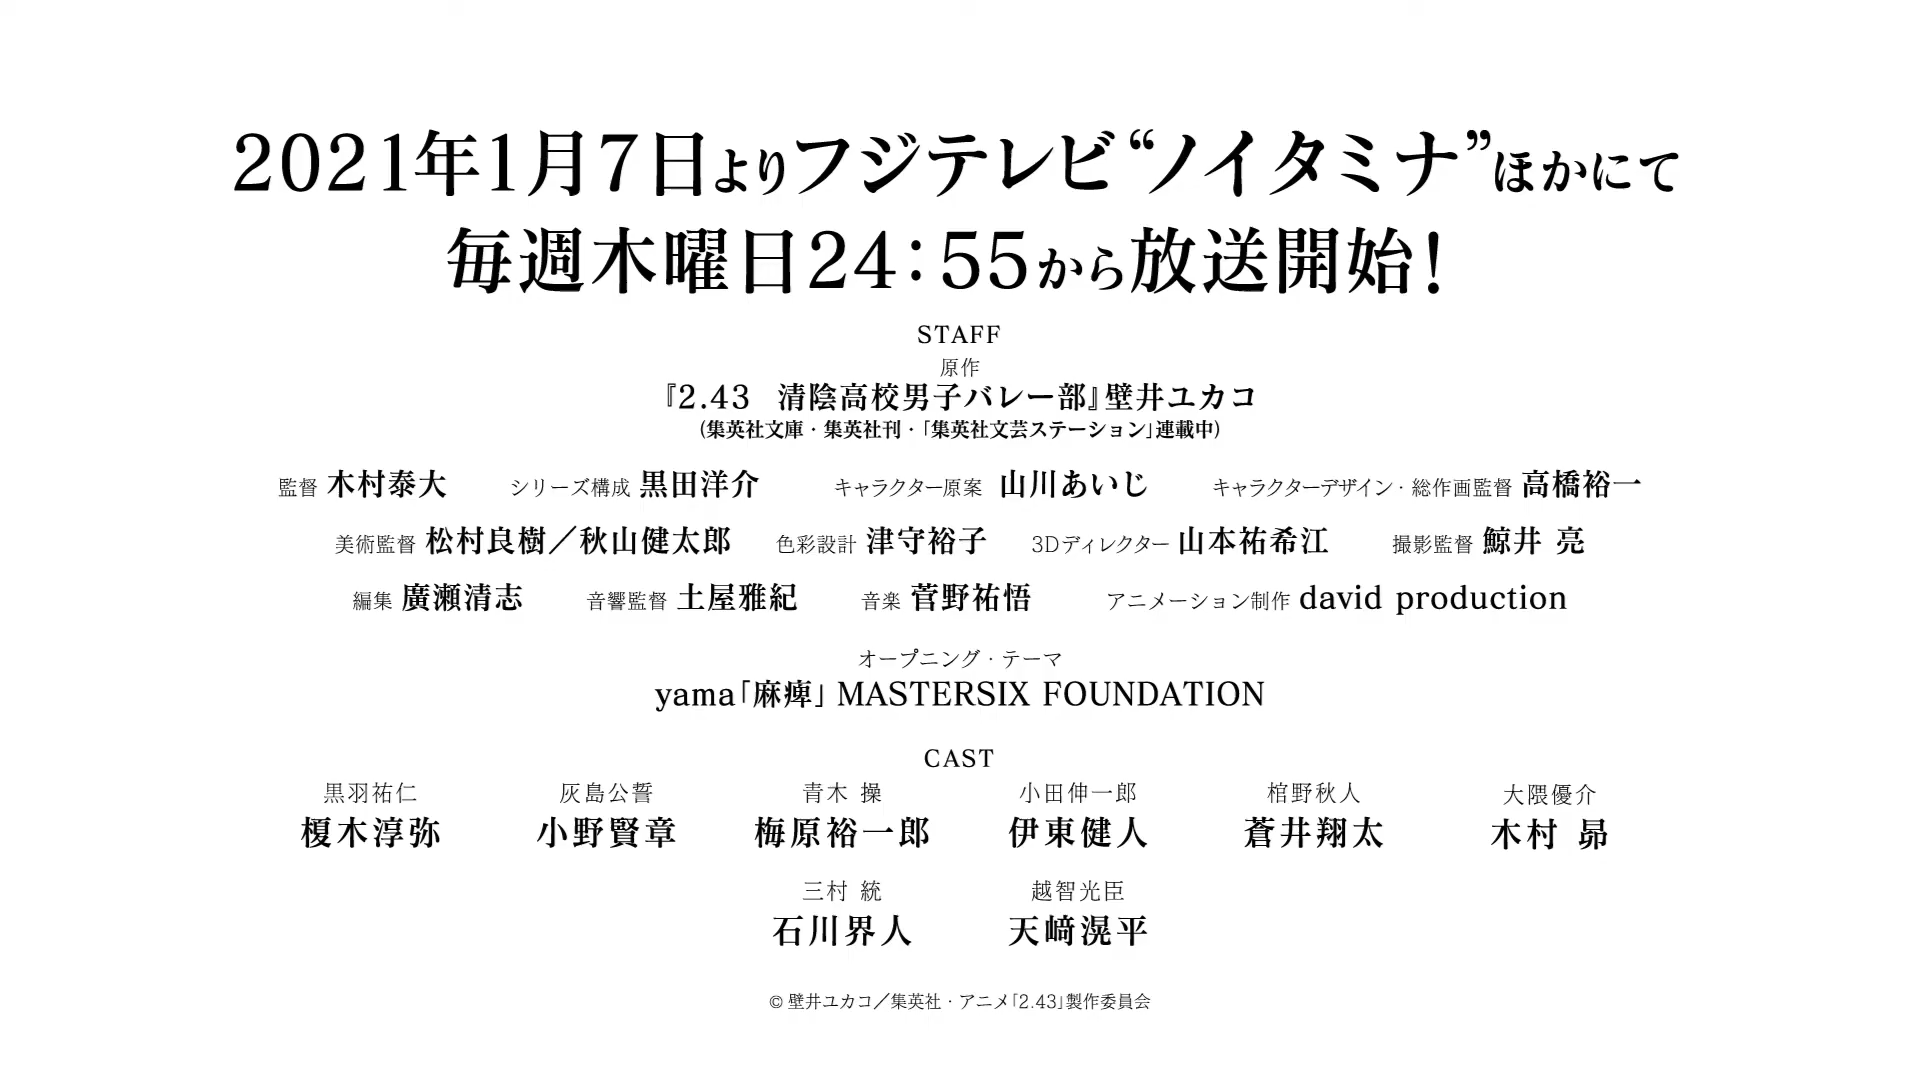 2021年1月7日よりフジテレビ“ノイタミナ”ほかにて
毎週木曜日24：55から放送開始！
STAFF
原作
『2.43　清陰高校男子バレー部』壁井ユカコ
(集英社文庫・集英社刊・「集英社文芸ステーション」連載中)
監督 木村泰大　シリーズ構成 黒田洋介　キャラクター原案 山川あいじ　キャラクターデザイン・総作画監督 高橋裕一
美術監督 松村良樹／秋山健太郎　色彩設計 津守裕子　3Dディレクター 山本祐希江　撮影監督 鯨井 亮
編集 廣瀬清志　音響監督 土屋雅紀　音楽 菅野祐悟　アニメーション制作 david production
オープニング・テーマ
yama「麻痺」 MASTERSIX FOUNDATION
CAST
黒羽祐仁　灰島公誓　青木 操　小田伸一郎　棺野秋人　大隈優介
榎木淳弥　小野賢章　梅原裕一郎　伊東健人　蒼井翔太　木村 昴
三村 統　越智光臣
石川界人　天﨑滉平
© 壁井ユカコ／集英社・アニメ「2.43」製作委員会